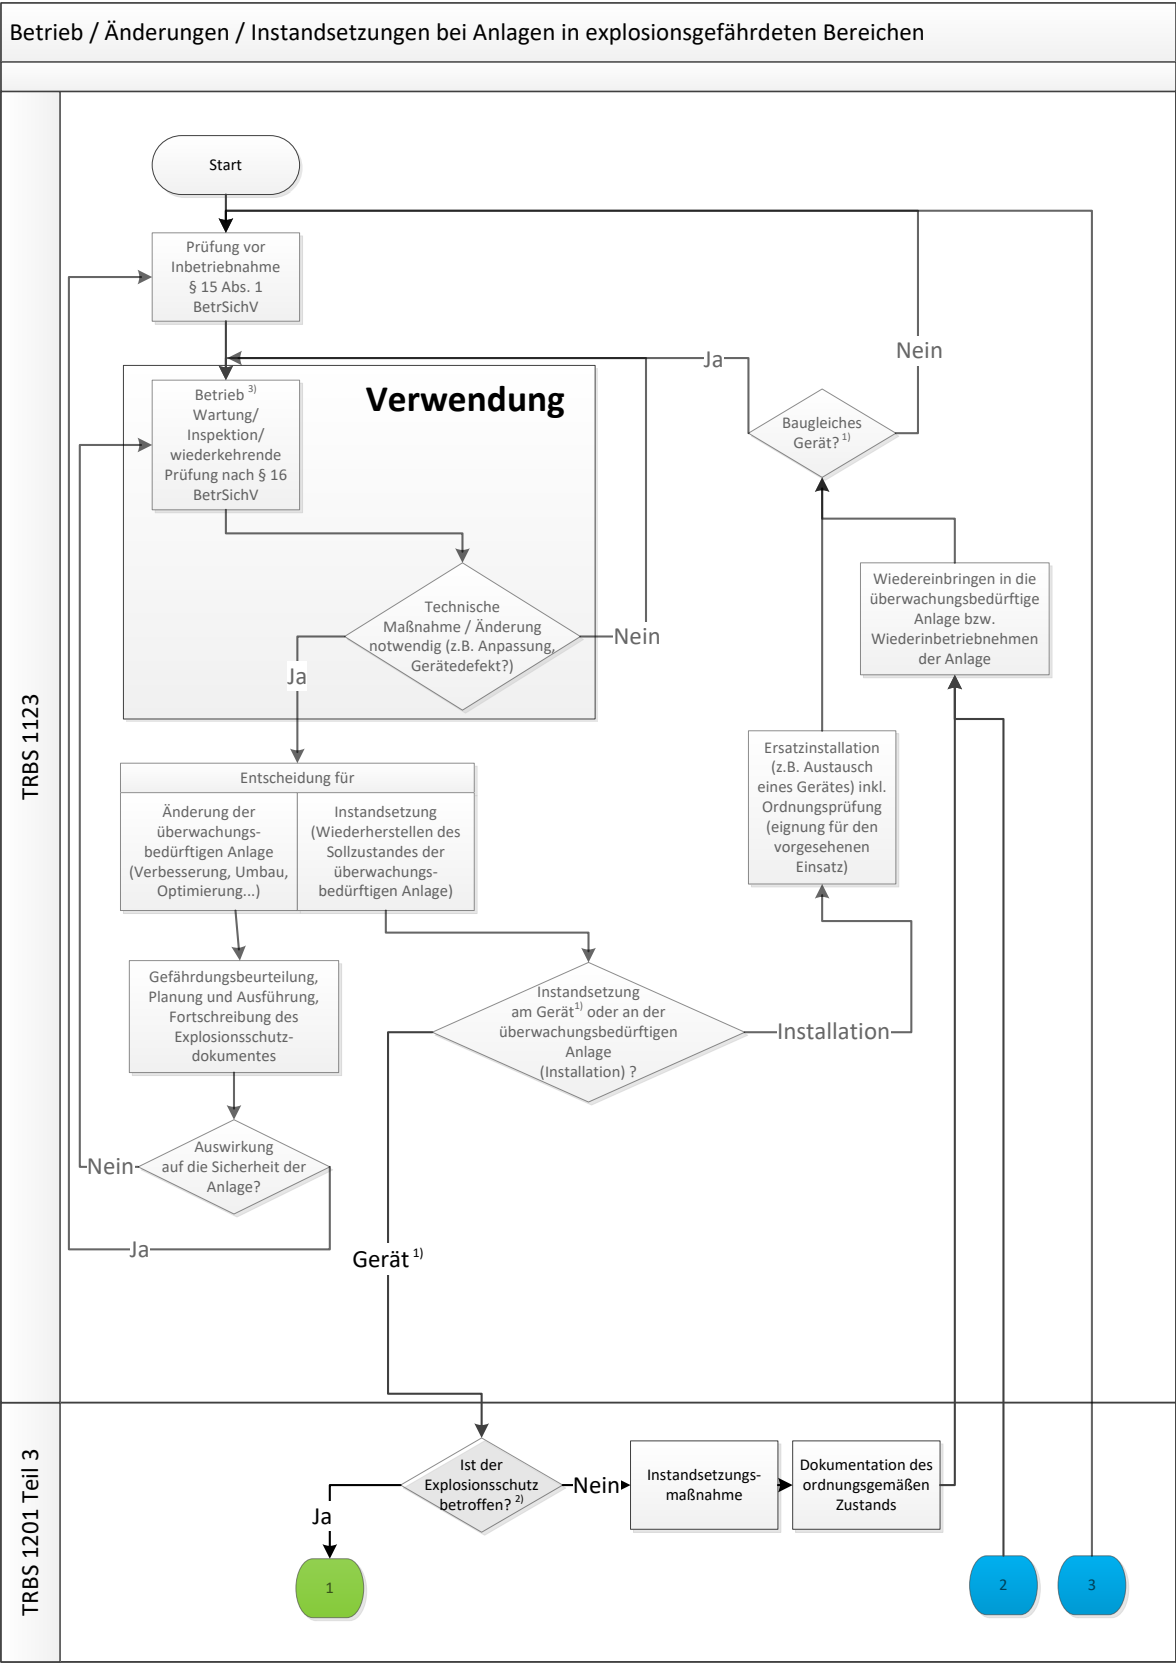 Betrieb / Änderungen / Instandsetzungen bei Anlagen in explosionsgefährdeten Bereichen
TRBS 1123
Start
Prüfung vor
Inbetriebnahme
§ 15 Abs. 1
BetrSichV
Verwendung
Betrieb 3)
Wartung/
Inspektion/
wiederkehrende
Prüfung nach § 16
BetrSichV
Technische
Maßnahme / Änderung
notwendig (z.B. Anpassung,
Gerätedefekt?)
Nein
Ja
Ja
Nein
Baugleiches
Gerät? 1)
Wiedereinbringen in die
überwachungsbedürftige
Anlage bzw.
Wiederinbetriebnehmen
der Anlage
Ersatzinstallation
(z.B. Austausch
eines Gerätes) inkl.
Ordnungsprüfung
(eignung für den
vorgesehenen
Einsatz)
Entscheidung für
Änderung der
überwachungs-
bedürftigen Anlage
(Verbesserung, Umbau,
Optimierung...)
Instandsetzung
(Wiederherstellen des
Sollzustandes der
überwachungs-
bedürftigen Anlage)
Gefährdungsbeurteilung,
Planung und Ausführung,
Fortschreibung des
Explosionsschutz-
dokumentes
Instandsetzung
am Gerät1) oder an der
überwachungsbedürftigen
Anlage
(Installation) ?
Installation
Auswirkung
auf die Sicherheit der
Anlage?
Nein
Ja
Gerät 1)
TRBS 1201 Teil 3
Ist der
Explosionsschutz
betroffen? 2)
Nein
Ja
Instandsetzungs-
maßnahme
Dokumentation des
ordnungsgemäßen
Zustands
1
2
3